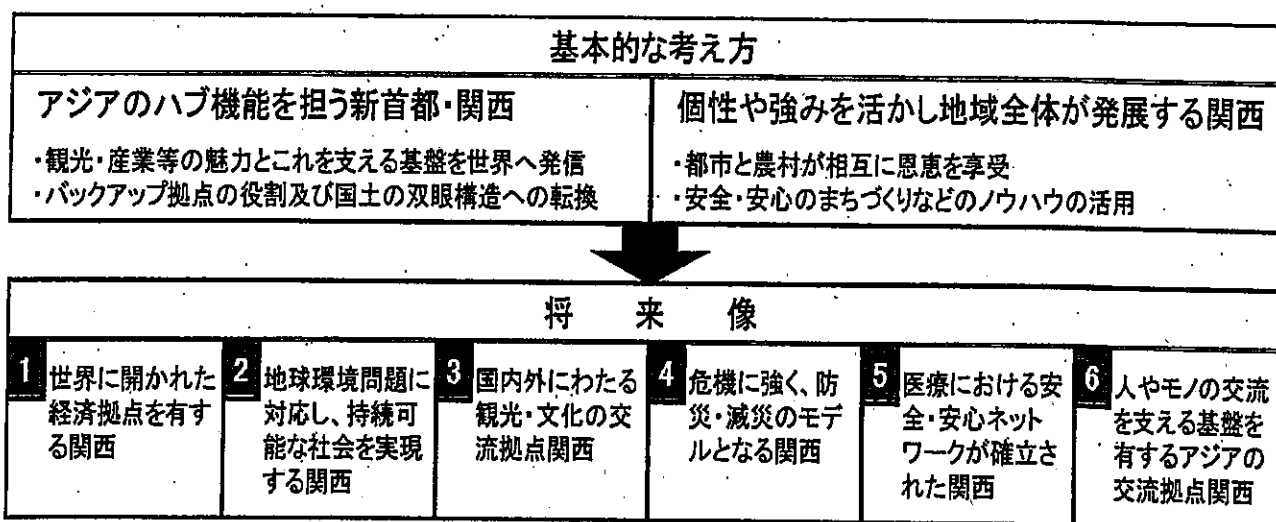 基本的な考え方
アジアのハブ機能を担う新首都・関西
・観光・産業等の魅力とこれを支える基盤を世界へ発信
・バックアップ拠点の役割及び国土の双眼構造への転換
個性や強みを活かし地域全体が発展する関西
・都市と農村が相互に恩恵を享受
・安全・安心のまちづくりなどのノウハウの活用
将来像
1
世界に開かれた
経済拠点を有す
る関西
2
地球環境問題に
対応し、持続可
能な社会を実現
する関西
3
国内外にわたる
観光・文化の交
流拠点関西
4
危機に強く、防
災・減災のモデ
ルとなる関西
5
医療における安
全・安心ネット
ワークが確立さ
れた関西
6
人やモノの交流
を支える基盤を
有するアジアの
交流拠点関西